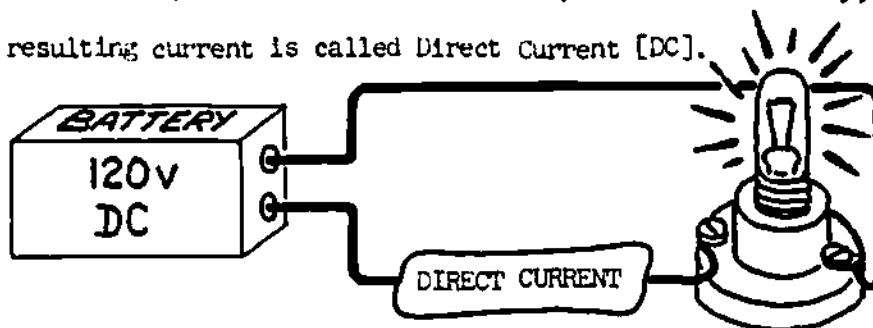 resulting current is called Direct Current [DC].
BATTERY
120v
DC
DIRECT CURRENT